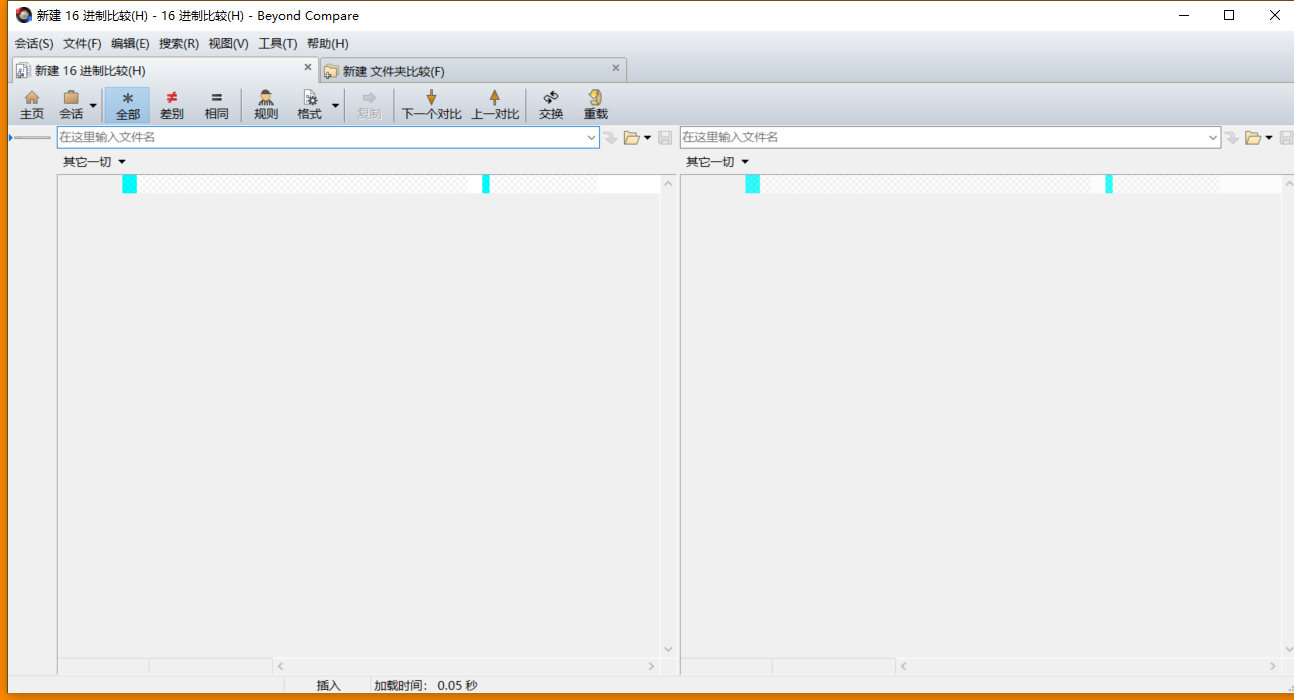 新建 16 进制比较(H) - 16 进制比较(H) - Beyond Compare
会话(S) 文件(F) 编辑(E) 搜索(R) 视图(V) 工具(T) 帮助(H)
新建 16 进制比较(H) 新建 文件夹比较(F)
主页 会话 全部 差别 相同 规则 格式 复制 下一个对比 上一对比 交换 重载
在这里输入文件名 在这里输入文件名
其它一切 其它一切
插入 加载时间: 0.05 秒